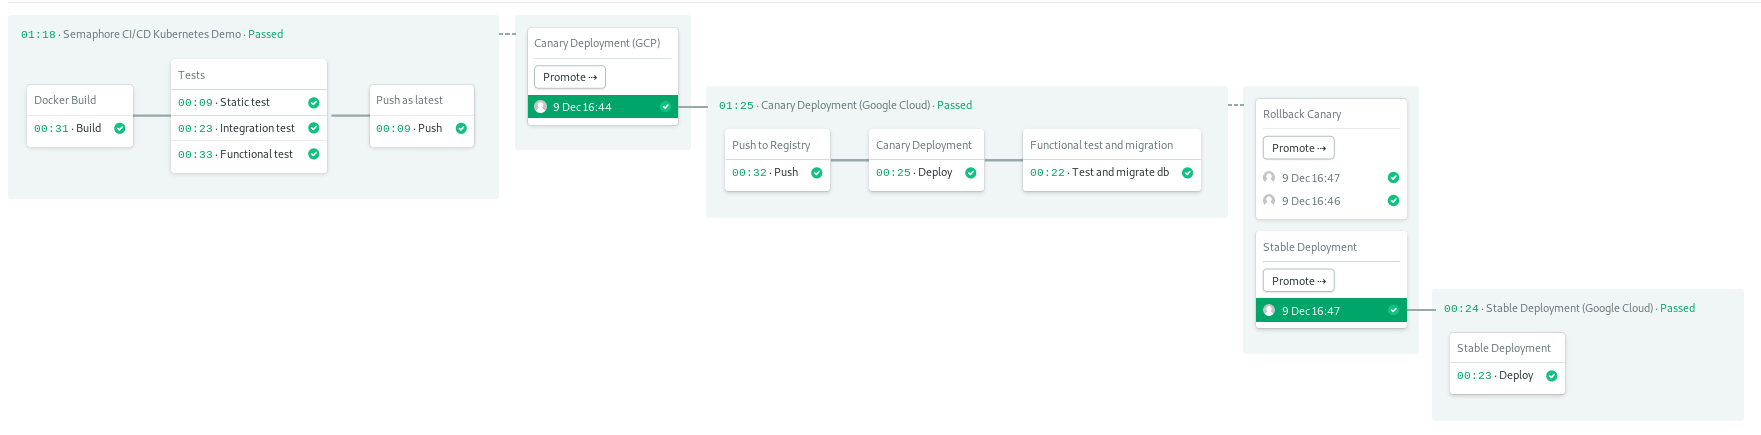 01:18 · Semaphore CI/CD Kubernetes Demo · Passed
Docker Build
00:31 · Build
Tests
00:09 · Static test
00:23 · Integration test
00:33 · Functional test
Push as latest
00:09 · Push
Canary Deployment (GCP)
Promote ⇢
9 Dec 16:44
01:25 · Canary Deployment (Google Cloud) · Passed
Push to Registry
00:32 · Push
Canary Deployment
00:25 · Deploy
Functional test and migration
00:22 · Test and migrate db
Rollback Canary
Promote ⇢
9 Dec 16:47
9 Dec 16:46
Stable Deployment
Promote ⇢
9 Dec 16:47
00:24 · Stable Deployment (Google Cloud) · Passed
Stable Deployment
00:23 · Deploy